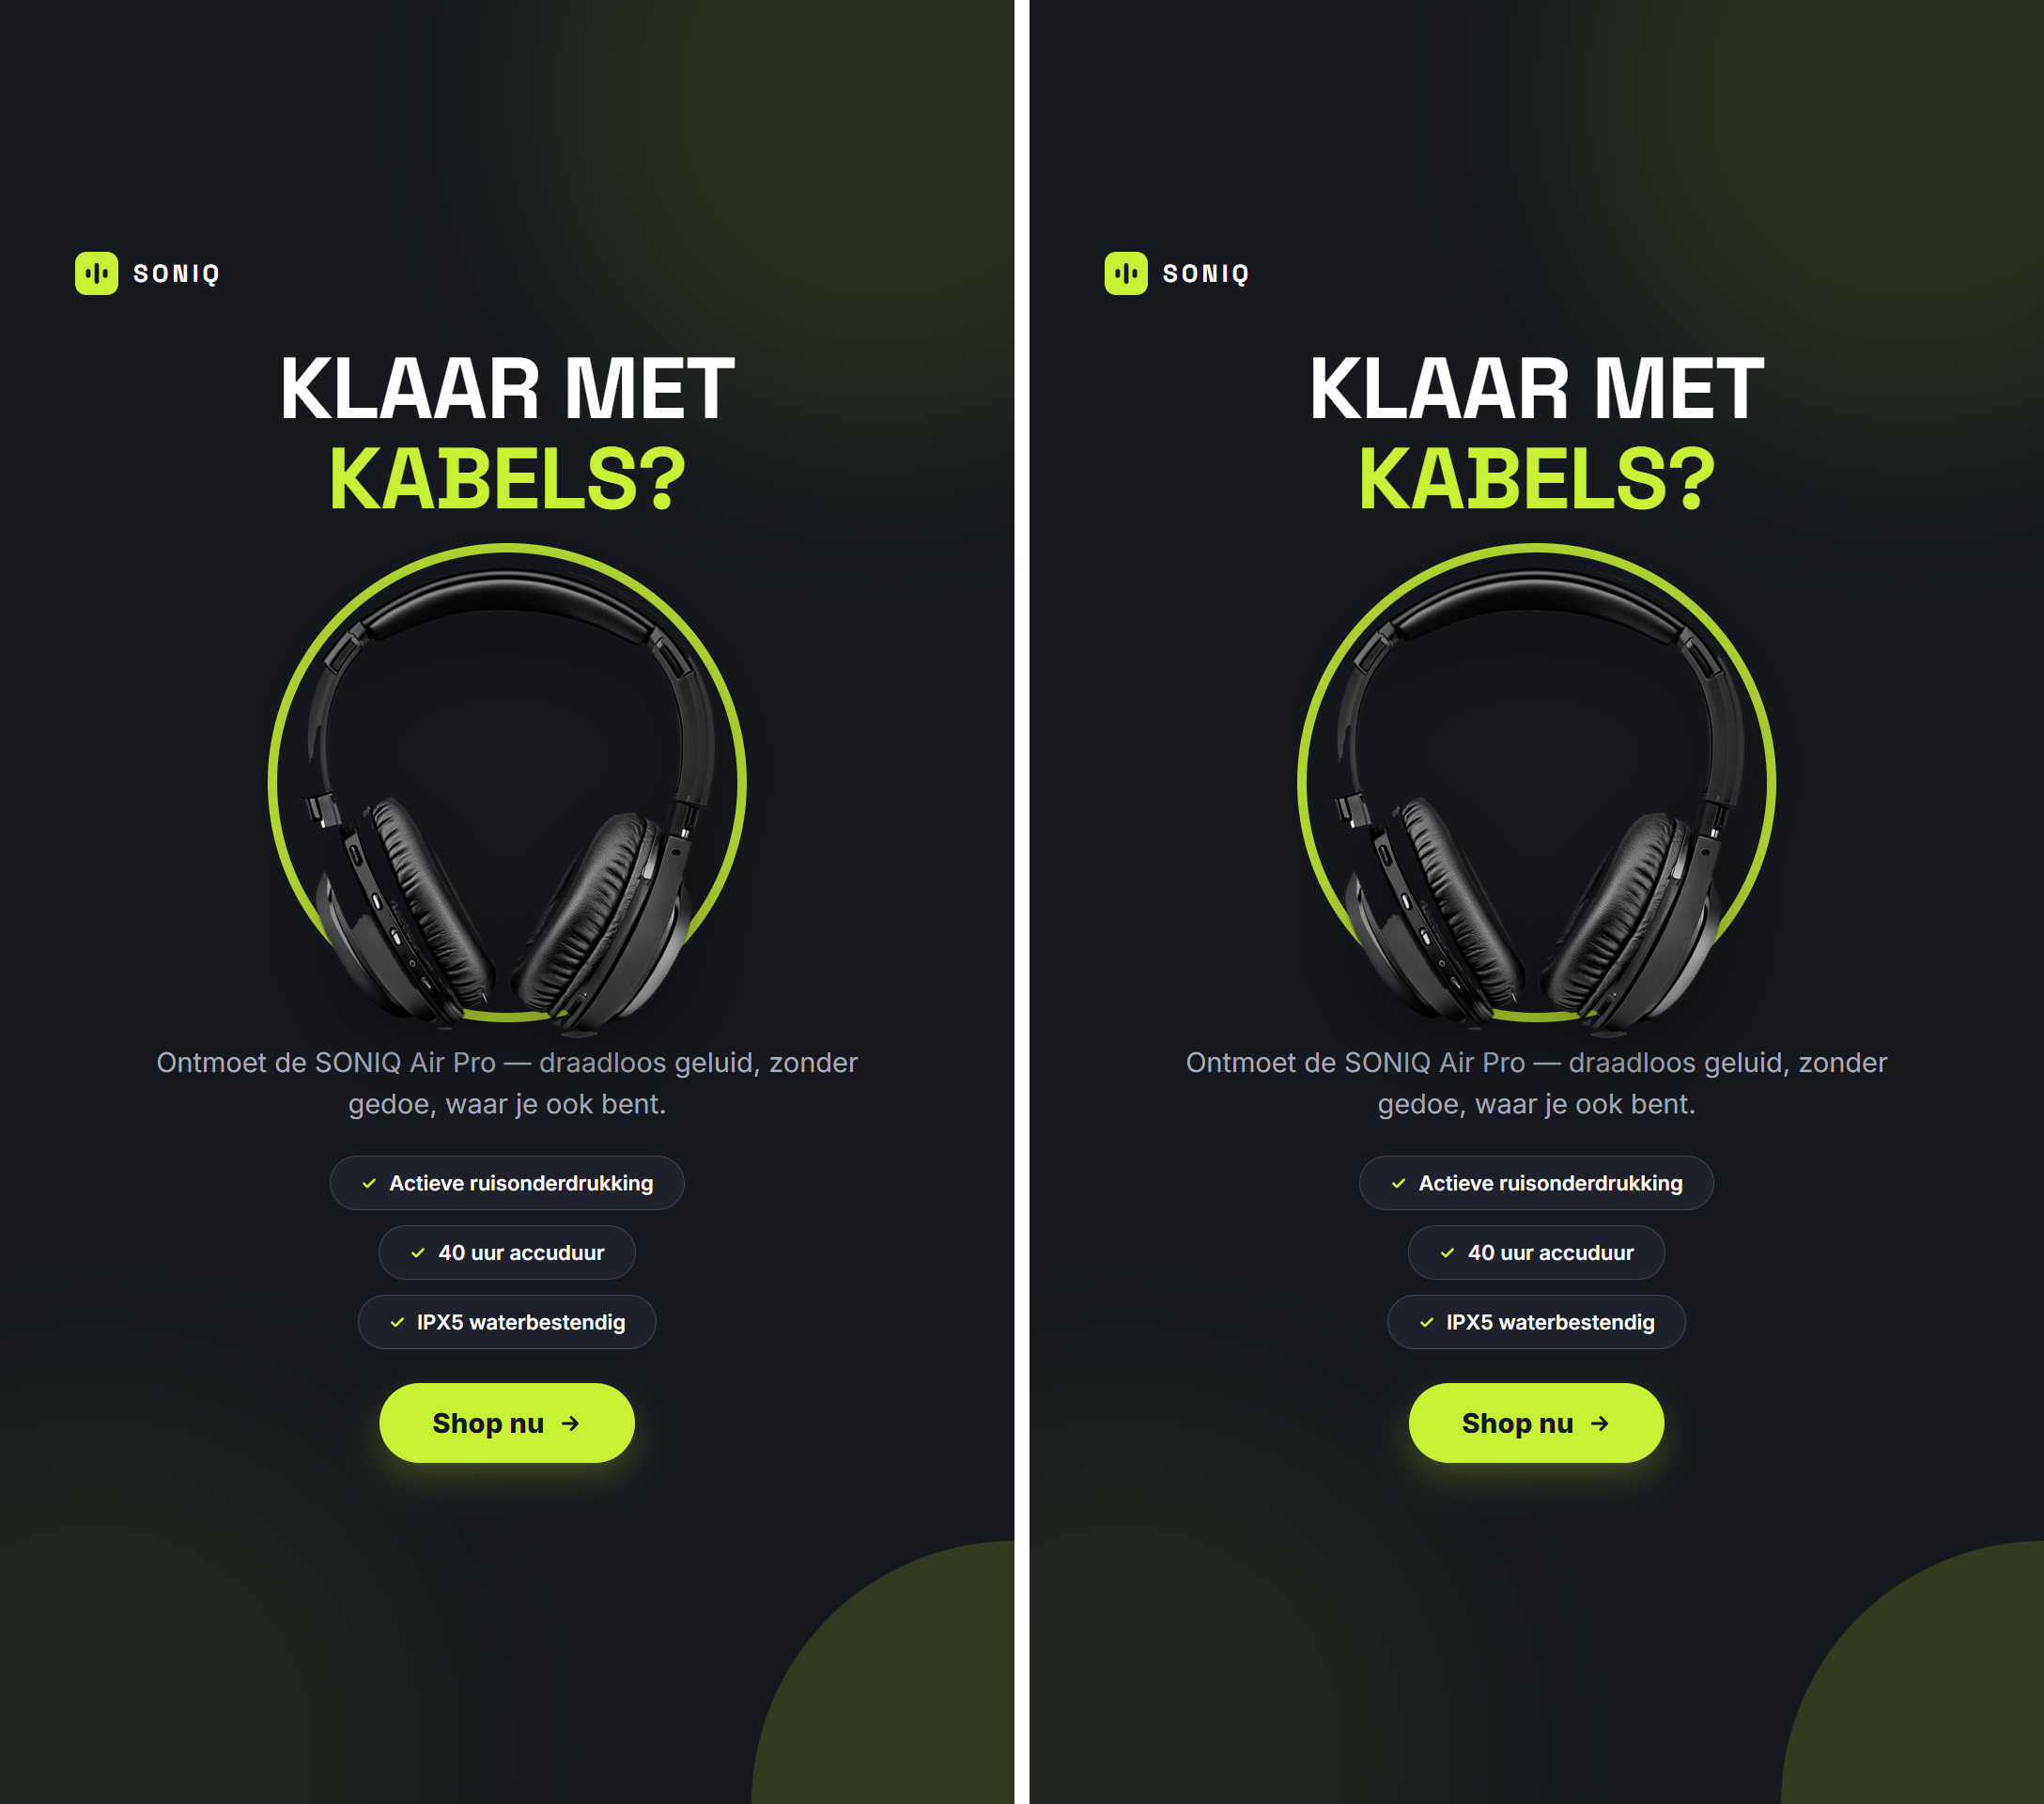 SONIQ
KLAAR MET
KABELS?
Ontmoet de SONIQ Air Pro — draadloos geluid, zonder
gedoe, waar je ook bent.
Actieve ruisonderdrukking
40 uur accuduur
IPX5 waterbestendig
Shop nu →
SONIQ
KLAAR MET
KABELS?
Ontmoet de SONIQ Air Pro — draadloos geluid, zonder
gedoe, waar je ook bent.
Actieve ruisonderdrukking
40 uur accuduur
IPX5 waterbestendig
Shop nu →